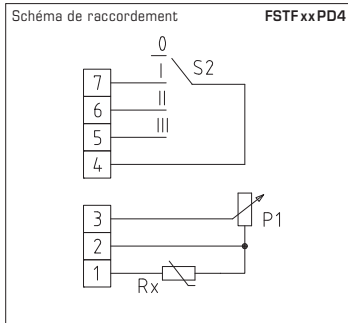 Schéma de raccordement FSTFxxPD4
0
7 I S2
6 II
5 III
4
3 P1
2
1 Rx